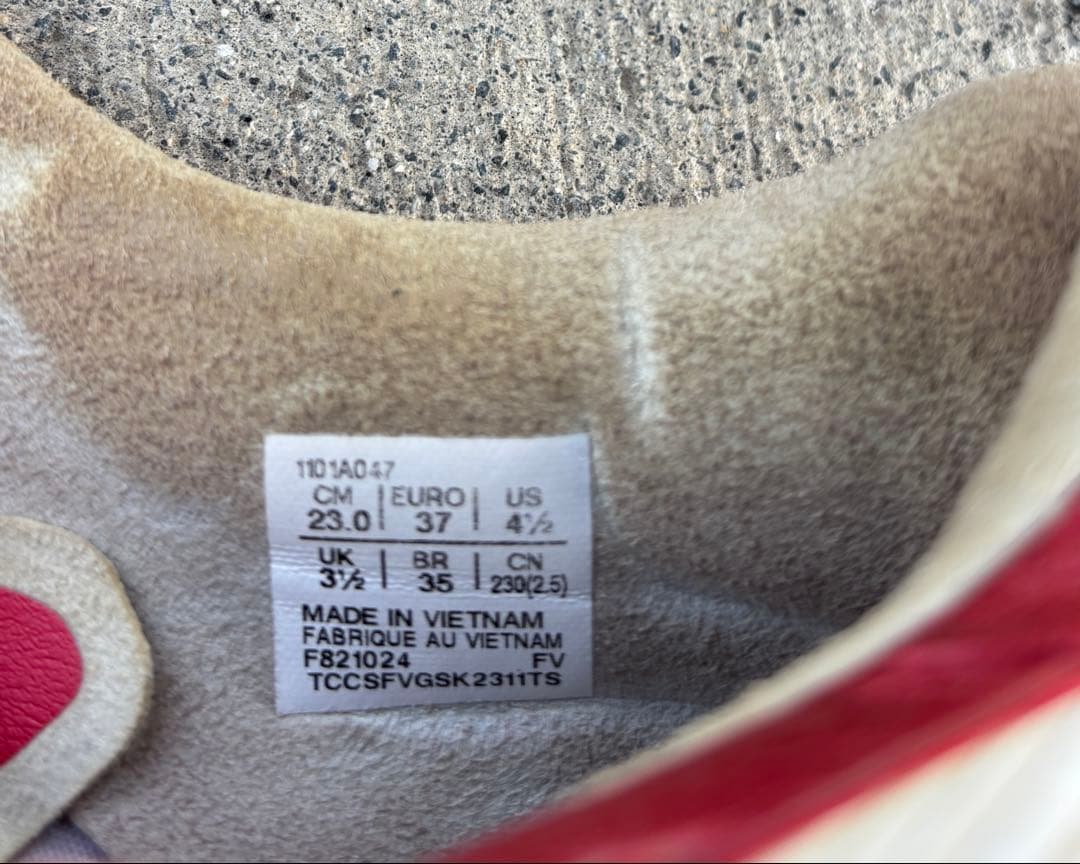 1101A047
CM | EURO | US
23.0 | 37 | 4½
UK | BR | CN
3½ | 35 | 230(2.5)
MADE IN VIETNAM
FABRIQUE AU VIETNAM
F821024 FV
TCCSFVGSK2311TS